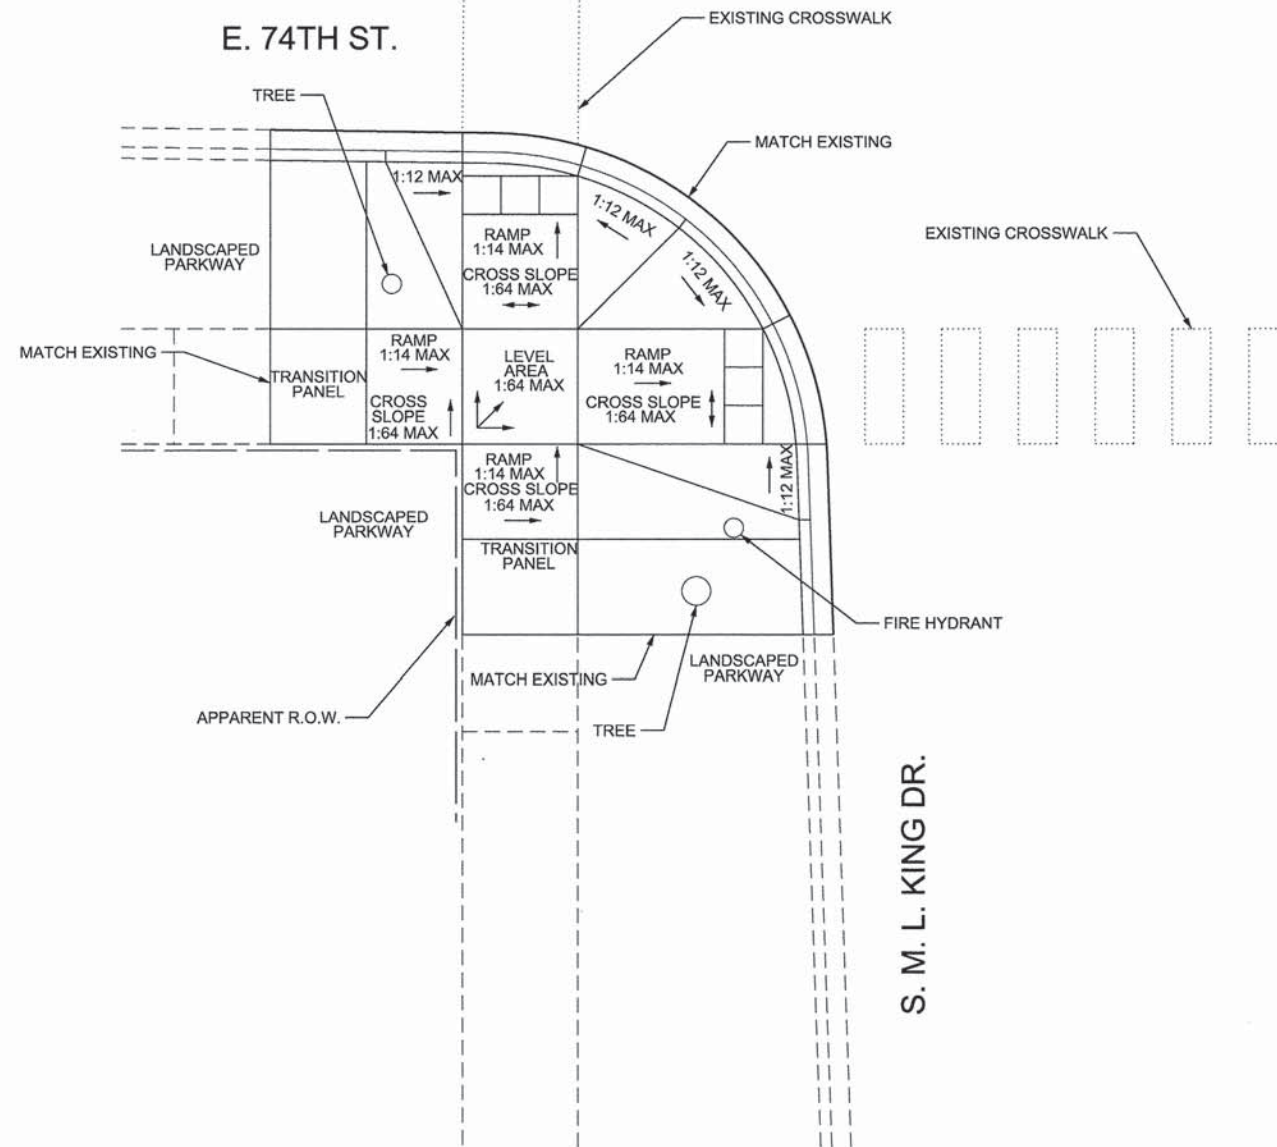 EXISTING CROSSWALK
E. 74TH ST.
TREE
MATCH EXISTING
1:12 MAX
1:12 MAX
EXISTING CROSSWALK
LANDSCAPED
PARKWAY
RAMP
1:14 MAX
1:12 MAX
CROSS SLOPE
1:64 MAX
MATCH EXISTING
TRANSITION
PANEL
RAMP
1:14 MAX
CROSS
SLOPE
1:64 MAX
LEVEL
AREA
1:64 MAX
RAMP
1:14 MAX
CROSS SLOPE
1:64 MAX
RAMP
1:14 MAX
CROSS SLOPE
1:64 MAX
1:12 MAX
LANDSCAPED
PARKWAY
TRANSITION
PANEL
FIRE HYDRANT
MATCH EXISTING
LANDSCAPED
PARKWAY
APPARENT R.O.W.
TREE
S. M. L. KING DR.